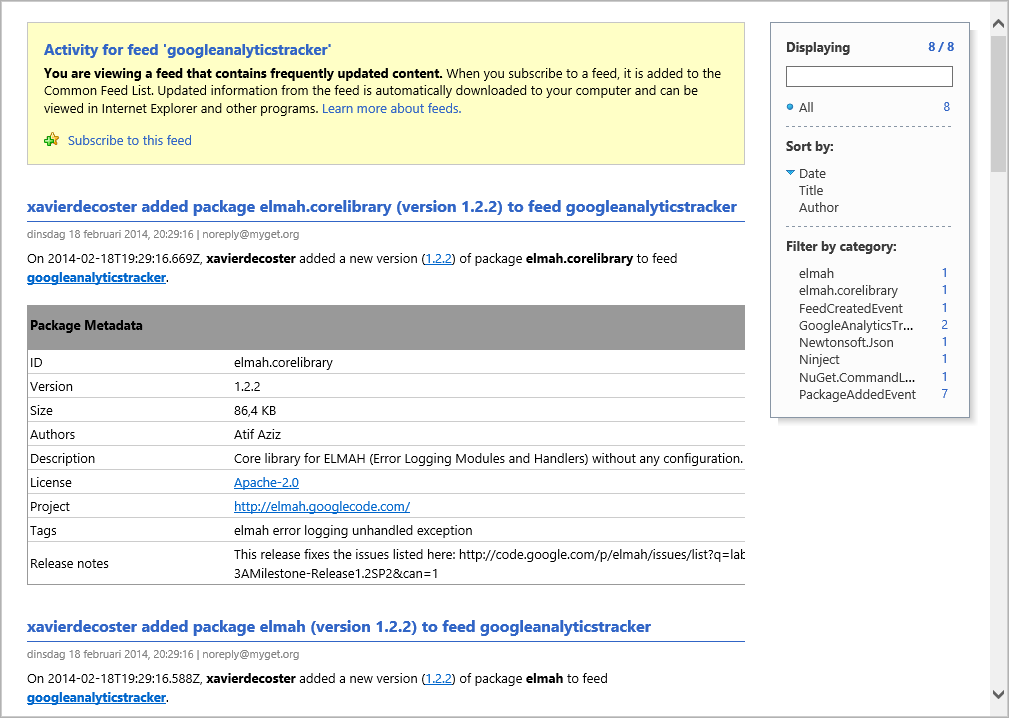 Activity for feed 'googleanalyticstracker'
You are viewing a feed that contains frequently updated content. When you subscribe to a feed, it is added to the
Common Feed List. Updated information from the feed is automatically downloaded to your computer and can be
viewed in Internet Explorer and other programs. Learn more about feeds.
Subscribe to this feed
xavierdecoster added package elmah.corelibrary (version 1.2.2) to feed googleanalyticstracker
dinsdag 18 februari 2014, 20:29:16 | noreply@myget.org
On 2014-02-18T19:29:16.669Z, xavierdecoster added a new version (1.2.2) of package elmah.corelibrary to feed
googleanalyticstracker.
Package Metadata
ID elmah.corelibrary
Version 1.2.2
Size 86,4 KB
Authors Atif Aziz
Description Core library for ELMAH (Error Logging Modules and Handlers) without any configuration.
License Apache-2.0
Project http://elmah.googlecode.com/
Tags elmah error logging unhandled exception
Release notes This release fixes the issues listed here: http://code.google.com/p/elmah/issues/list?q=lab
3AMilestone-Release1.2SP2&can=1
xavierdecoster added package elmah (version 1.2.2) to feed googleanalyticstracker
dinsdag 18 februari 2014, 20:29:16 | noreply@myget.org
On 2014-02-18T19:29:16.588Z, xavierdecoster added a new version (1.2.2) of package elmah to feed
googleanalyticstracker.
Displaying 8 / 8
All 8
Sort by:
Date
Title
Author
Filter by category:
elmah 1
elmah.corelibrary 1
FeedCreatedEvent 1
GoogleAnalyticsTr... 2
Newtonsoft.Json 1
Ninject 1
NuGet.CommandL... 1
PackageAddedEvent 7